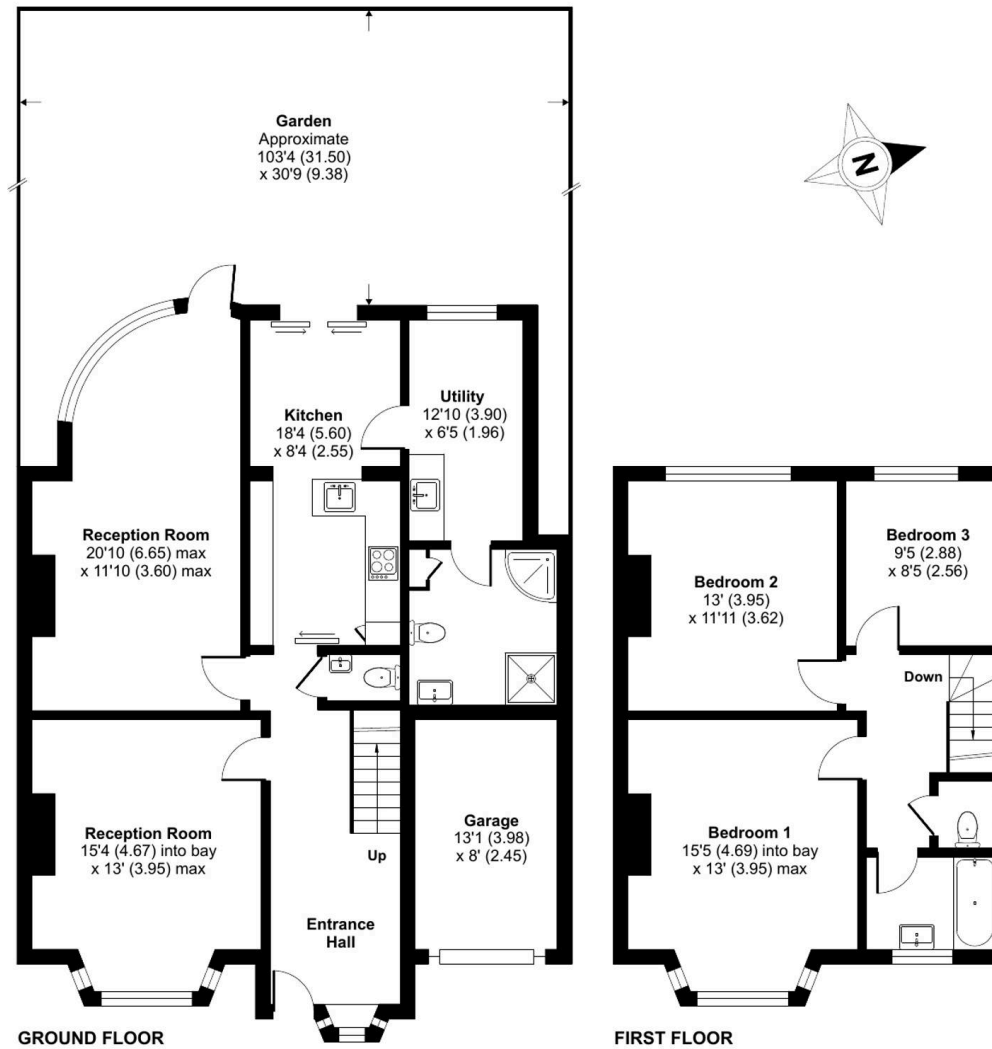 Garden
Approximate
103'4 (31.50)
x 30'9 (9.38)
N
Kitchen
18'4 (5.60)
x 8'4 (2.55)
Utility
12'10 (3.90)
x 6'5 (1.96)
Reception Room
20'10 (6.65) max
x 11'10 (3.60) max
Bedroom 2
13' (3.95)
x 11'11 (3.62)
Bedroom 3
9'5 (2.88)
x 8'5 (2.56)
Down
Reception Room
15'4 (4.67) into bay
x 13' (3.95) max
Up
Entrance
Hall
Garage
13'1 (3.98)
x 8' (2.45)
Bedroom 1
15'5 (4.69) into bay
x 13' (3.95) max
GROUND FLOOR
FIRST FLOOR